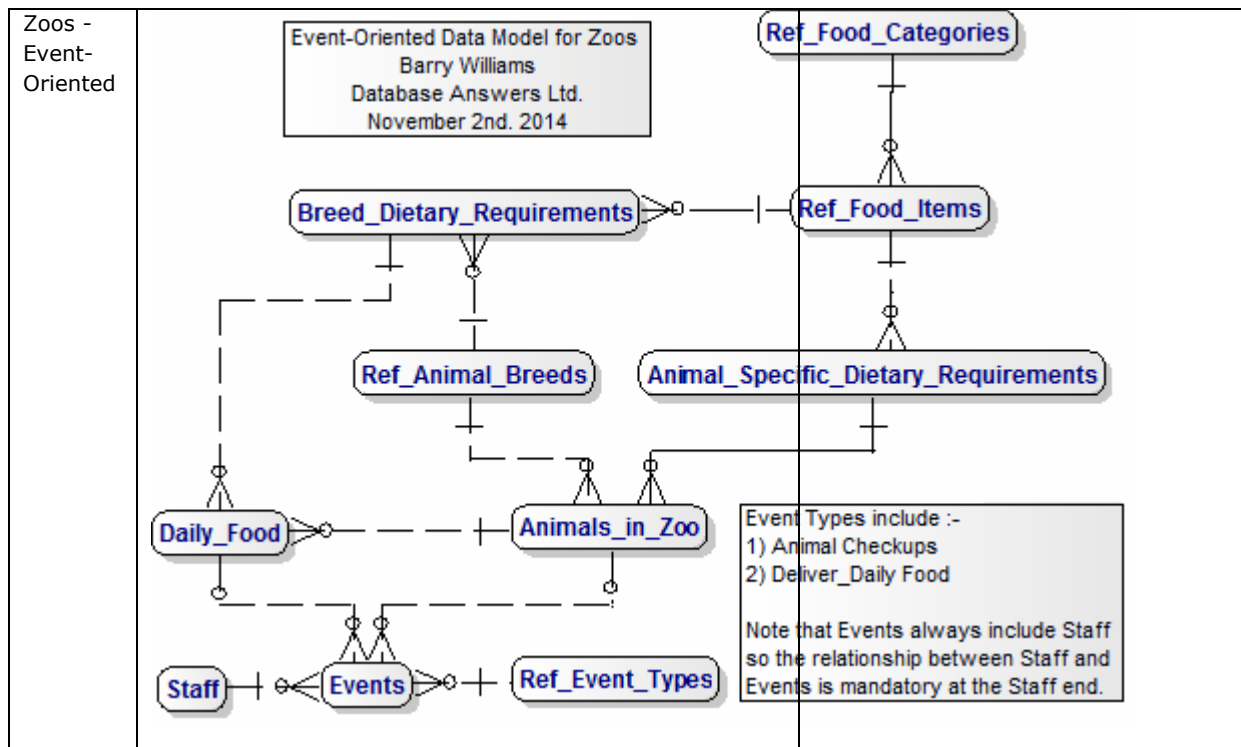 Zoos -
Event-
Oriented
Event-Oriented Data Model for Zoos
Barry Williams
Database Answers Ltd.
November 2nd. 2014
Ref_Food_Categories
Breed_Dietary_Requirements
Ref_Food_Items
Ref_Animal_Breeds
Animal_Specific_Dietary_Requirements
Daily_Food
Animals_in_Zoo
Event Types include :-
1) Animal Checkups
2) Deliver_Daily Food
Note that Events always include Staff
so the relationship between Staff and
Events is mandatory at the Staff end.
Staff
Events
Ref_Event_Types